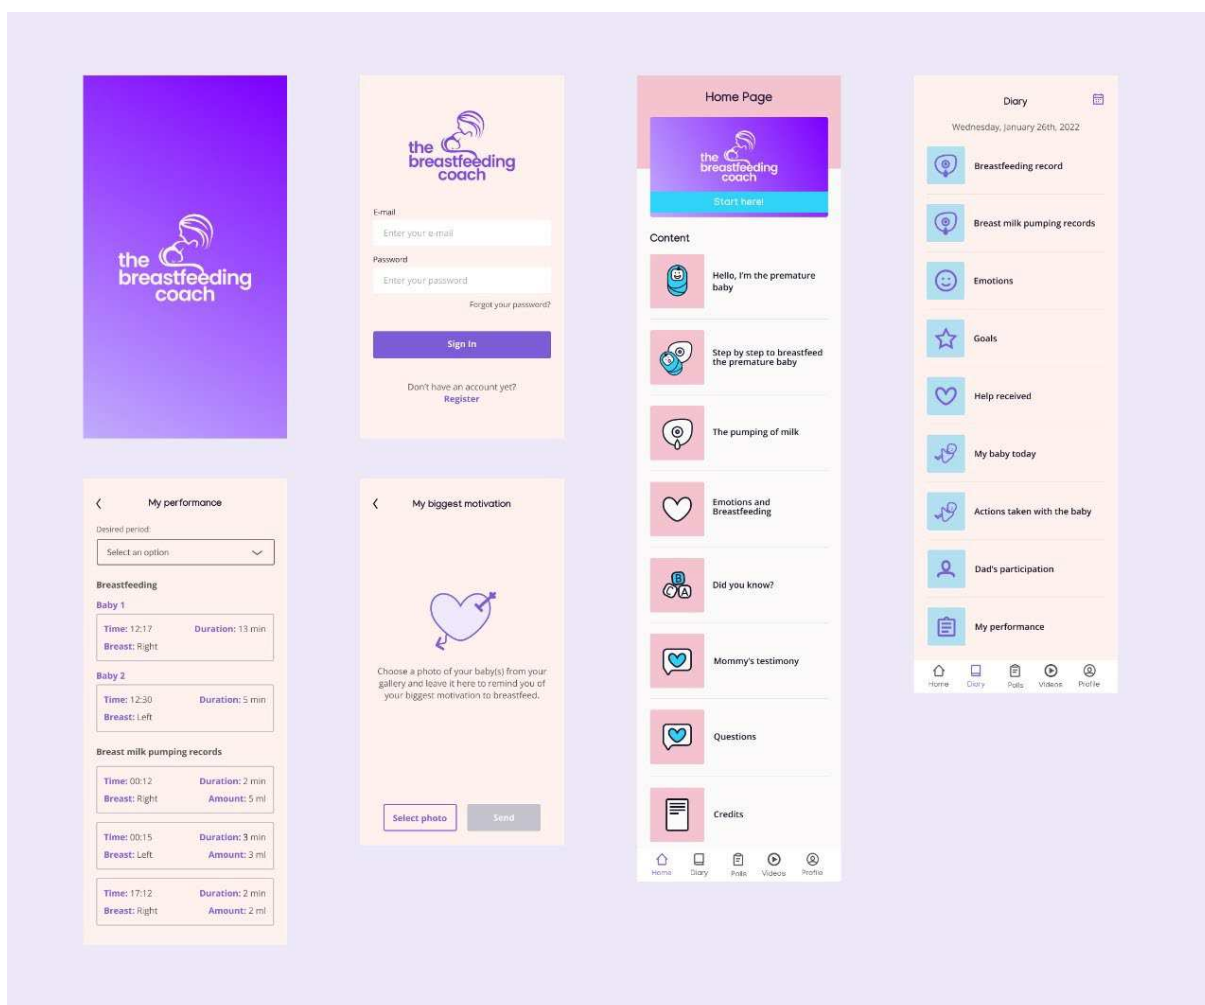 the
breastfeeding
coach
the
breastfeeding
coach
E-mail
Enter your e-mail
Password
Enter your password
Forgot your password?
Sign In
Don't have an account yet?
Register
Home Page
the
breastfeeding
coach
Start here!
Content
Hello, I'm the premature
baby
Step by step to breastfeed
the premature baby
The pumping of milk
Emotions and
Breastfeeding
B
C A
Did you know?
Mommy's testimony
Questions
Credits
Home Diary Polls Videos Profile
Diary
Wednesday, January 26th, 2022
Breastfeeding record
Breast milk pumping records
Emotions
Goals
Help received
My baby today
Actions taken with the baby
Dad's participation
My performance
Home Diary Polls Videos Profile
My performance
Desired period:
Select an option
Breastfeeding
Baby 1
Time: 12:17 Duration: 13 min
Breast: Right
Baby 2
Time: 12:30 Duration: 5 min
Breast: Left
Breast milk pumping records
Time: 00:12 Duration: 2 min
Breast: Right Amount: 5 ml
Time: 00:15 Duration: 3 min
Breast: Left Amount: 3 ml
Time: 17:12 Duration: 2 min
Breast: Right Amount: 2 ml
My biggest motivation
Choose a photo of your baby(s) from your
gallery and leave it here to remind you of
your biggest motivation to breastfeed.
Select photo Send